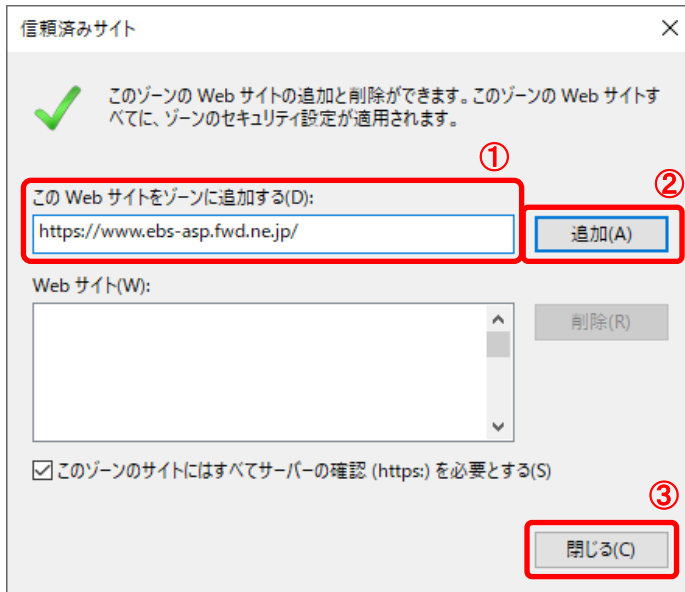 信頼済みサイト
このゾーンの Web サイトの追加と削除ができます。このゾーンの Web サイトす
べてに、ゾーンのセキュリティ設定が適用されます。
①
②
この Web サイトをゾーンに追加する(D):
https://www.ebs-asp.fwd.ne.jp/
追加(A)
Web サイト(W):
削除(R)
このゾーンのサイトにはすべてサーバーの確認 (https:) を必要とする(S)
③
閉じる(C)